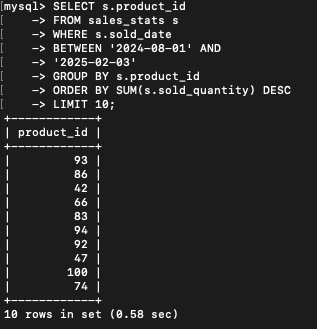 [mysql> SELECT s.product_id
[    -> FROM sales_stats s
[    -> WHERE s.sold_date
[    -> BETWEEN '2024-08-01' AND
[    -> '2025-02-03'
[    -> GROUP BY s.product_id
[    -> ORDER BY SUM(s.sold_quantity) DESC
[    -> LIMIT 10;
+------------+
| product_id |
+------------+
|         93 |
|         86 |
|         42 |
|         66 |
|         83 |
|         94 |
|         92 |
|         47 |
|        100 |
|         74 |
+------------+
10 rows in set (0.58 sec)